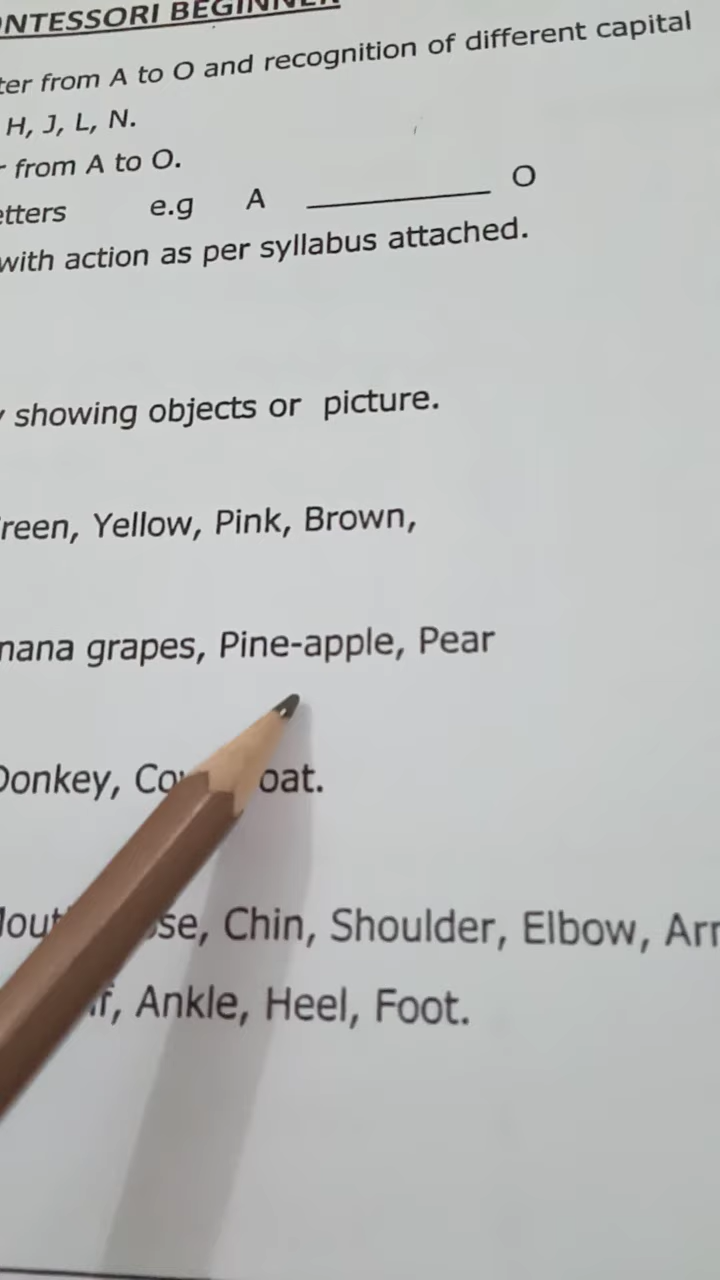 ONTESSORI BEGINNER
ter from A to O and recognition of different capital
H, J, L, N.
from A to O.
etters e.g A __________ O
with action as per syllabus attached.
showing objects or picture.
reen, Yellow, Pink, Brown,
nana grapes, Pine-apple, Pear
Donkey, oat.
se, Chin, Shoulder, Elbow,
Ankle, Heel, Foot.